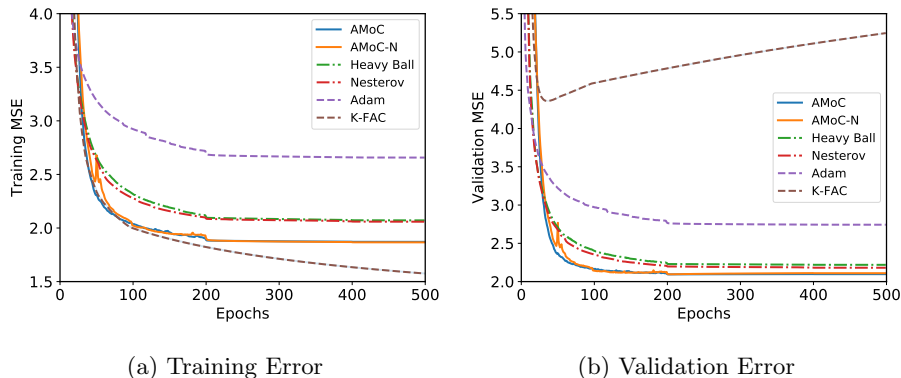 4.0
3.5
3.0
2.5
2.0
1.5
Training MSE
0 100 200 300 400 500
Epochs
AMoC
AMoC-N
Heavy Ball
Nesterov
Adam
K-FAC
(a) Training Error
5.5
5.0
4.5
4.0
3.5
3.0
2.5
2.0
Validation MSE
0 100 200 300 400 500
Epochs
AMoC
AMoC-N
Heavy Ball
Nesterov
Adam
K-FAC
(b) Validation Error